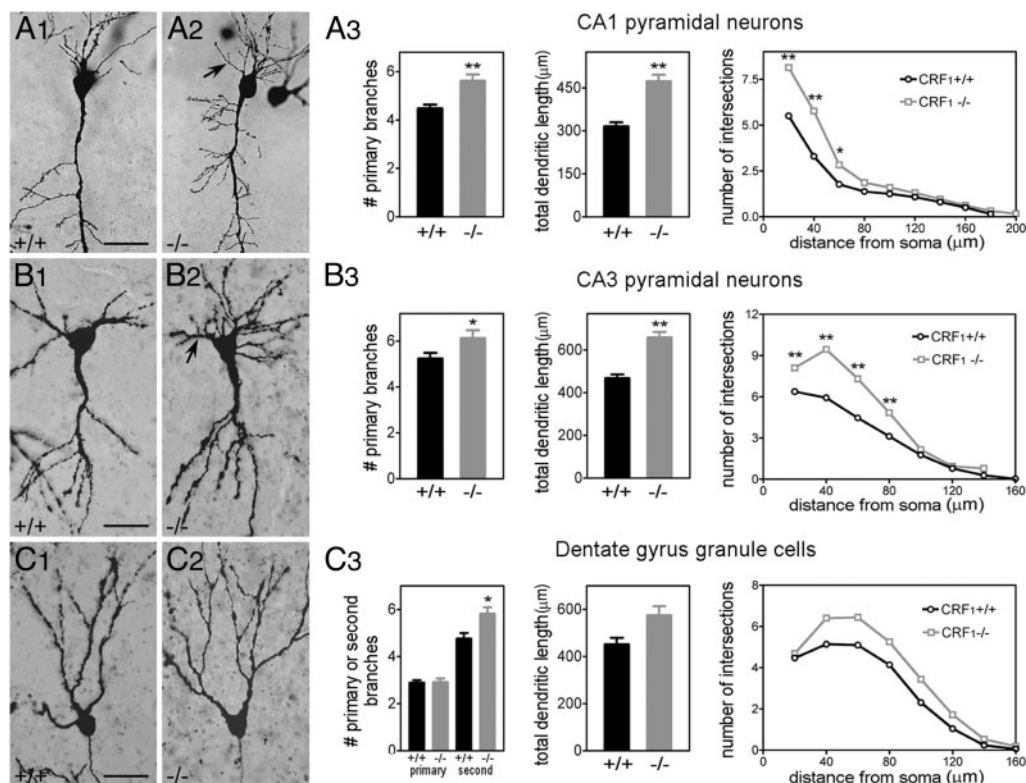 A1
+/+
A2
-/-
A3
CA1 pyramidal neurons
# primary branches
6
4
2
0
**
+/+ -/-
total dendritic length(μm)
450
300
150
0
**
+/+ -/-
number of intersections
7.5
5.0
2.5
0
**
**
*
CRF1+/+
CRF1 -/-
0 40 80 120 160 200
distance from soma (μm)
B1
+/+
B2
-/-
B3
CA3 pyramidal neurons
# primary branches
6
4
2
0
*
+/+ -/-
total dendritic length(μm)
600
400
200
0
**
+/+ -/-
number of intersections
12
9
6
3
0
**
**
**
**
CRF1+/+
CRF1 -/-
0 40 80 120 160
distance from soma (μm)
C1
+/+
C2
-/-
C3
Dentate gyrus granule cells
# primary or second
branches
6
4
2
0
*
+/+ -/- +/+ -/-
primary second
total dendritic length(μm)
600
400
200
0
+/+ -/-
number of intersections
8
6
4
2
0
CRF1+/+
CRF1-/-
0 40 80 120 160
distance from soma (μm)